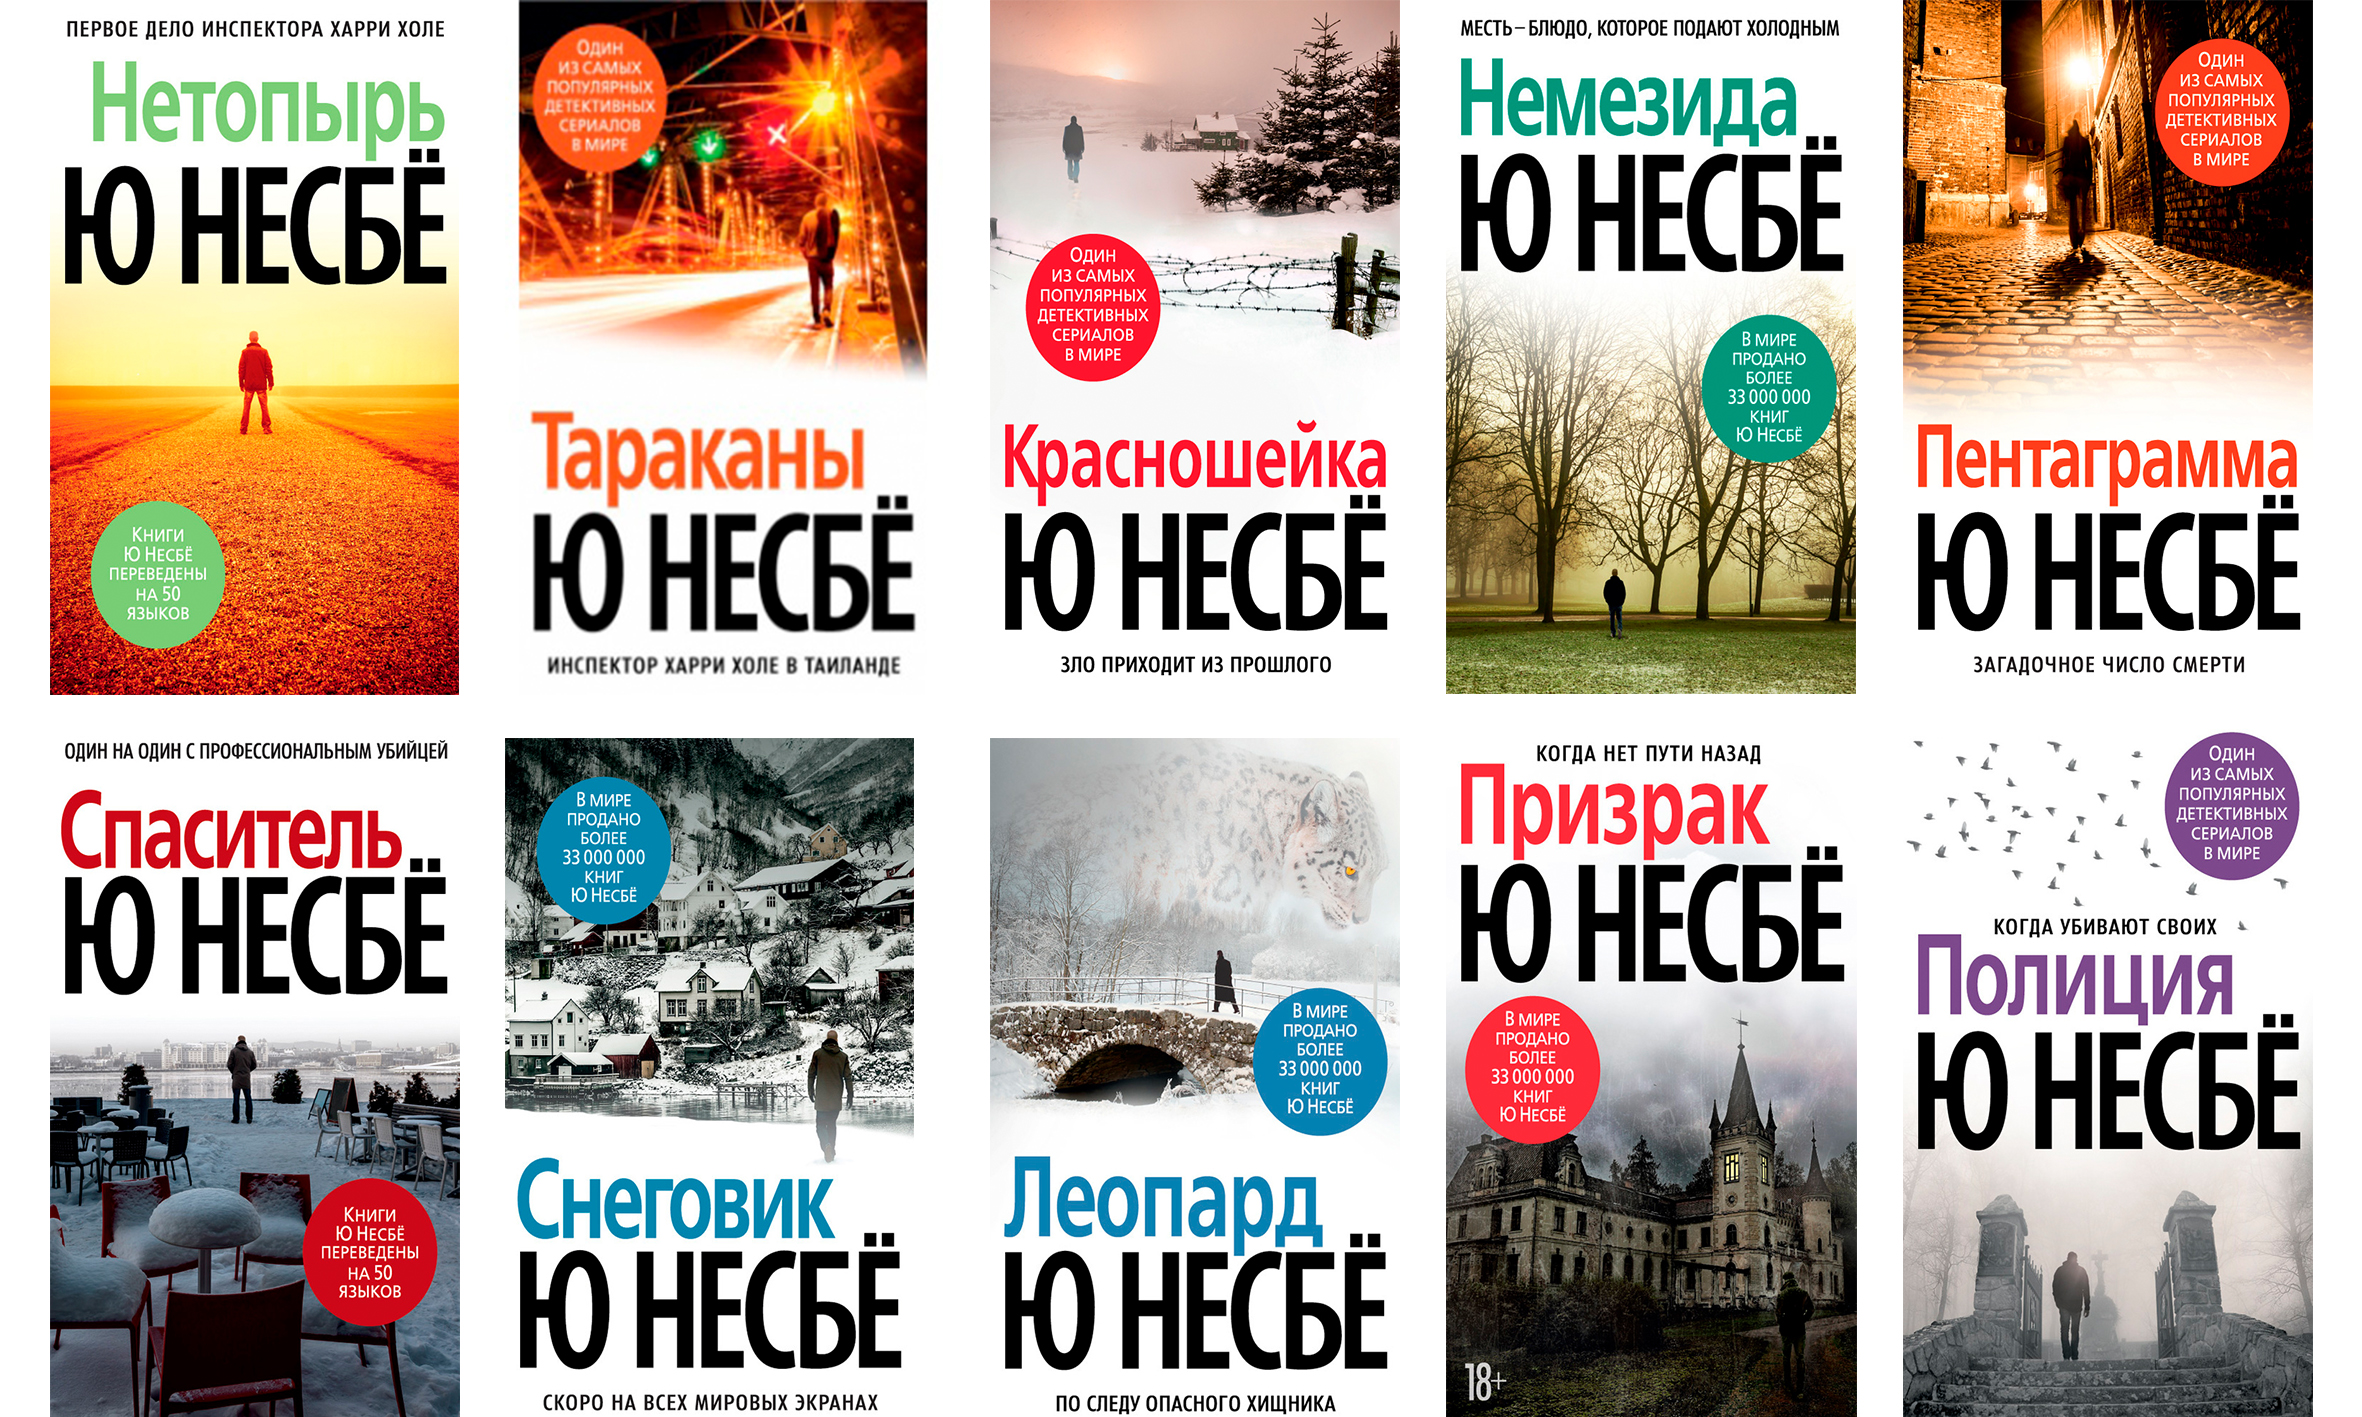 ПЕРВОЕ ДЕЛО ИНСПЕКТОРА ХАРРИ ХОЛЕ
Нетопырь
Ю НЕСБЁ
КНИГИ
Ю НЕСБЁ
ПЕРЕВЕДЕНЫ
НА 50
ЯЗЫКОВ
ОДИН
ИЗ САМЫХ
ПОПУЛЯРНЫХ
ДЕТЕКТИВНЫХ
СЕРИАЛОВ
В МИРЕ
Тараканы
Ю НЕСБЁ
ИНСПЕКТОР ХАРРИ ХОЛЕ В ТАИЛАНДЕ
ОДИН
ИЗ САМЫХ
ПОПУЛЯРНЫХ
ДЕТЕКТИВНЫХ
СЕРИАЛОВ
В МИРЕ
Красношейка
Ю НЕСБЁ
ЗЛО ПРИХОДИТ ИЗ ПРОШЛОГО
МЕСТЬ – БЛЮДО, КОТОРОЕ ПОДАЮТ ХОЛОДНЫМ
Немезида
Ю НЕСБЁ
В МИРЕ
ПРОДАНО
БОЛЕЕ
33 000 000
КНИГ
Ю НЕСБЁ
ОДИН
ИЗ САМЫХ
ПОПУЛЯРНЫХ
ДЕТЕКТИВНЫХ
СЕРИАЛОВ
В МИРЕ
Пентаграмма
Ю НЕСБЁ
ЗАГАДОЧНОЕ ЧИСЛО СМЕРТИ
ОДИН НА ОДИН С ПРОФЕССИОНАЛЬНЫМ УБИЙЦЕЙ
Спаситель
Ю НЕСБЁ
КНИГИ
Ю НЕСБЁ
ПЕРЕВЕДЕНЫ
НА 50
ЯЗЫКОВ
В МИРЕ
ПРОДАНО
БОЛЕЕ
33 000 000
КНИГ
Ю НЕСБЁ
Снеговик
Ю НЕСБЁ
СКОРО НА ВСЕХ МИРОВЫХ ЭКРАНАХ
В МИРЕ
ПРОДАНО
БОЛЕЕ
33 000 000
КНИГ
Ю НЕСБЁ
Леопард
Ю НЕСБЁ
ПО СЛЕДУ ОПАСНОГО ХИЩНИКА
КОГДА НЕТ ПУТИ НАЗАД
Призрак
Ю НЕСБЁ
В МИРЕ
ПРОДАНО
БОЛЕЕ
33 000 000
КНИГ
Ю НЕСБЁ
18+
ОДИН
ИЗ САМЫХ
ПОПУЛЯРНЫХ
ДЕТЕКТИВНЫХ
СЕРИАЛОВ
В МИРЕ
КОГДА УБИВАЮТ СВОИХ
Полиция
Ю НЕСБЁ